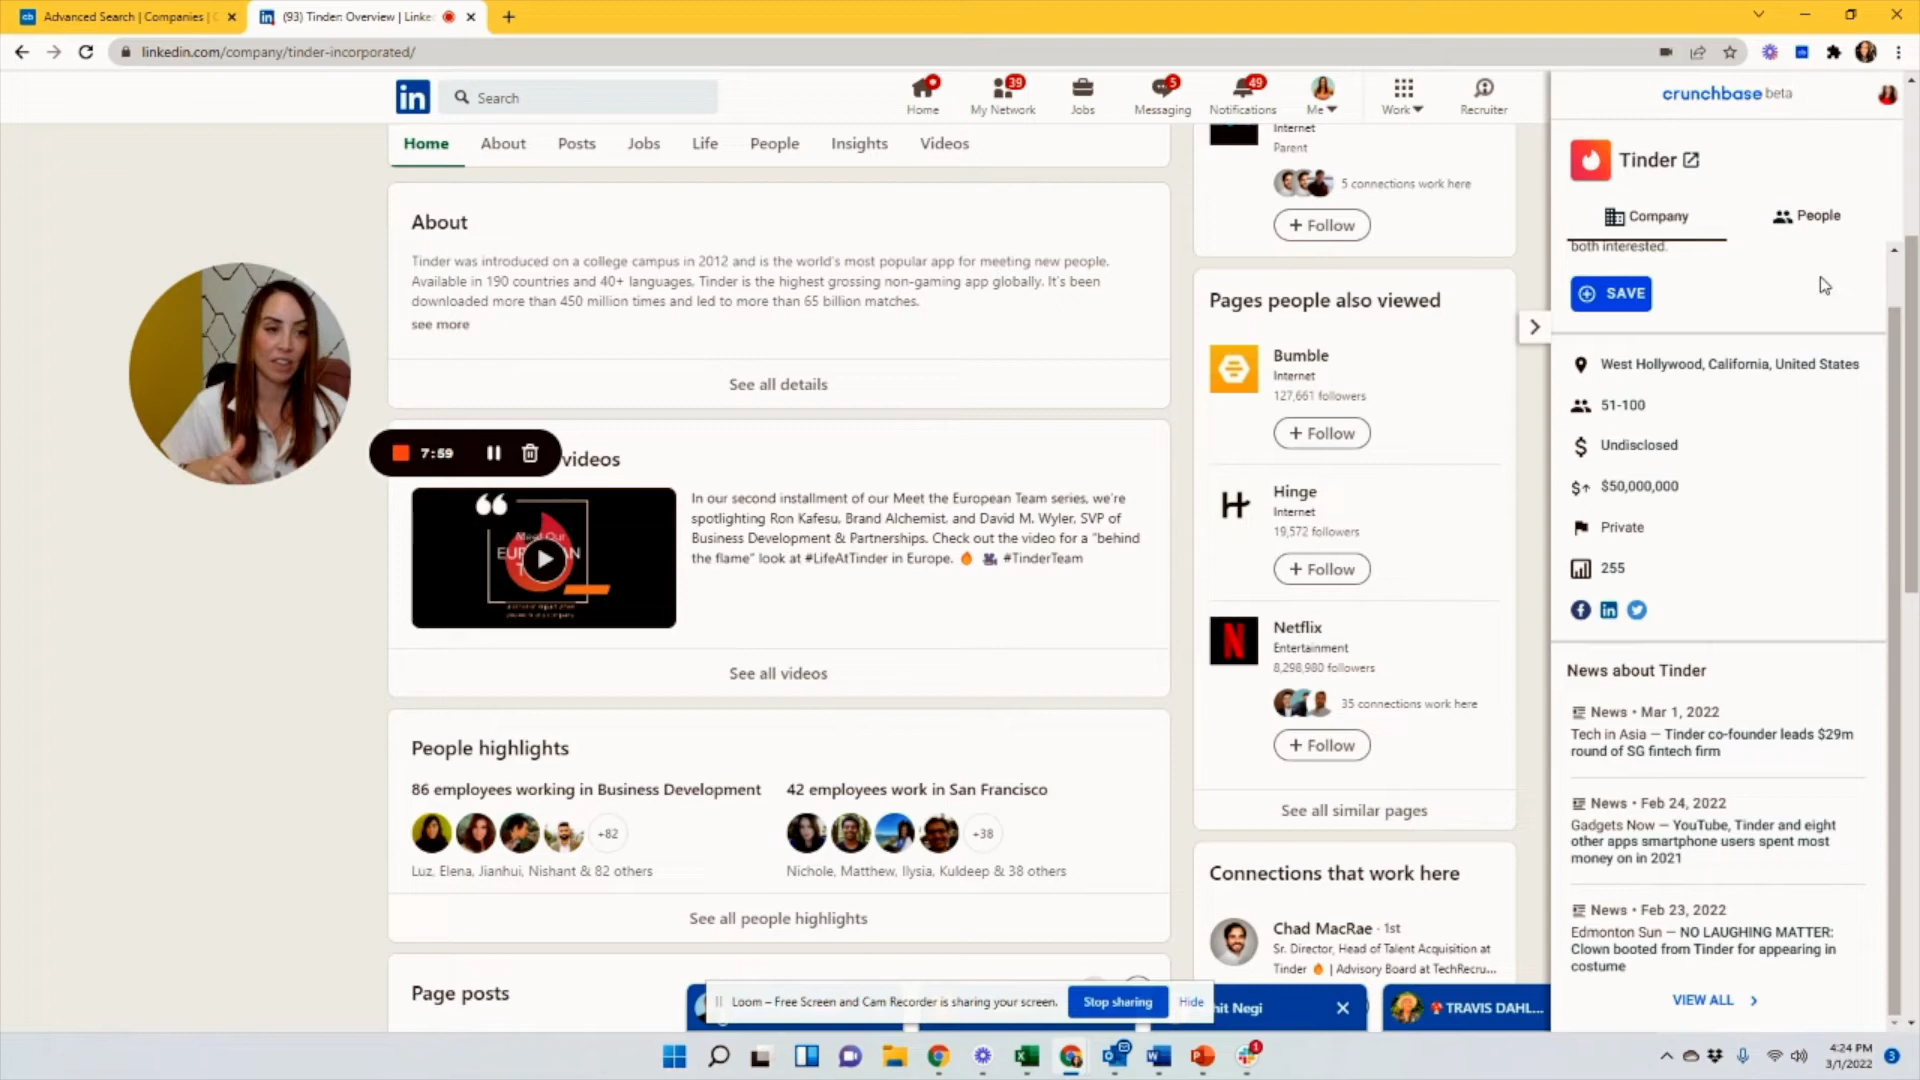 Advanced Search | Companies |
(93) Tinder: Overview | Linke
linkedin.com/company/tinder-incorporated/
Search
Home
39
My Network
Jobs
5
Messaging
49
Notifications
Me
Work
Recruiter
Home
About
Posts
Jobs
Life
People
Insights
Videos
About
Tinder was introduced on a college campus in 2012 and is the world's most popular app for meeting new people.
Available in 190 countries and 40+ languages, Tinder is the highest grossing non-gaming app globally. It's been
downloaded more than 450 million times and led to more than 65 billion matches.
see more
See all details
7:59
videos
Meet Our
In our second installment of our Meet the European Team series, we're
spotlighting Ron Kafesu, Brand Alchemist, and David M. Wyler, SVP of
Business Development & Partnerships. Check out the video for a "behind
the flame" look at #LifeAtTinder in Europe. 🔥 🎥 #TinderTeam
See all videos
People highlights
86 employees working in Business Development
+82
Luz, Elena, Jianhui, Nishant & 82 others
42 employees work in San Francisco
+38
Nichole, Matthew, Ilysia, Kuldeep & 38 others
See all people highlights
Page posts
Internet
Parent
5 connections work here
+ Follow
Pages people also viewed
Bumble
Internet
127,661 followers
+ Follow
Hinge
Internet
19,572 followers
+ Follow
Netflix
Entertainment
8,298,980 followers
35 connections work here
+ Follow
See all similar pages
Connections that work here
Chad MacRae · 1st
Sr. Director, Head of Talent Acquisition at
Tinder 🔥 | Advisory Board at TechRecru...
Loom – Free Screen and Cam Recorder is sharing your screen.
Stop sharing
Hide
hit Negi
TRAVIS DAHL...
crunchbase beta
Tinder
Company
People
both interested.
SAVE
West Hollywood, California, United States
51-100
Undisclosed
$50,000,000
Private
255
News about Tinder
News • Mar 1, 2022
Tech in Asia — Tinder co-founder leads $29m
round of SG fintech firm
News • Feb 24, 2022
Gadgets Now — YouTube, Tinder and eight
other apps smartphone users spent most
money on in 2021
News • Feb 23, 2022
Edmonton Sun — NO LAUGHING MATTER:
Clown booted from Tinder for appearing in
costume
VIEW ALL
4:24 PM
3/1/2022
3